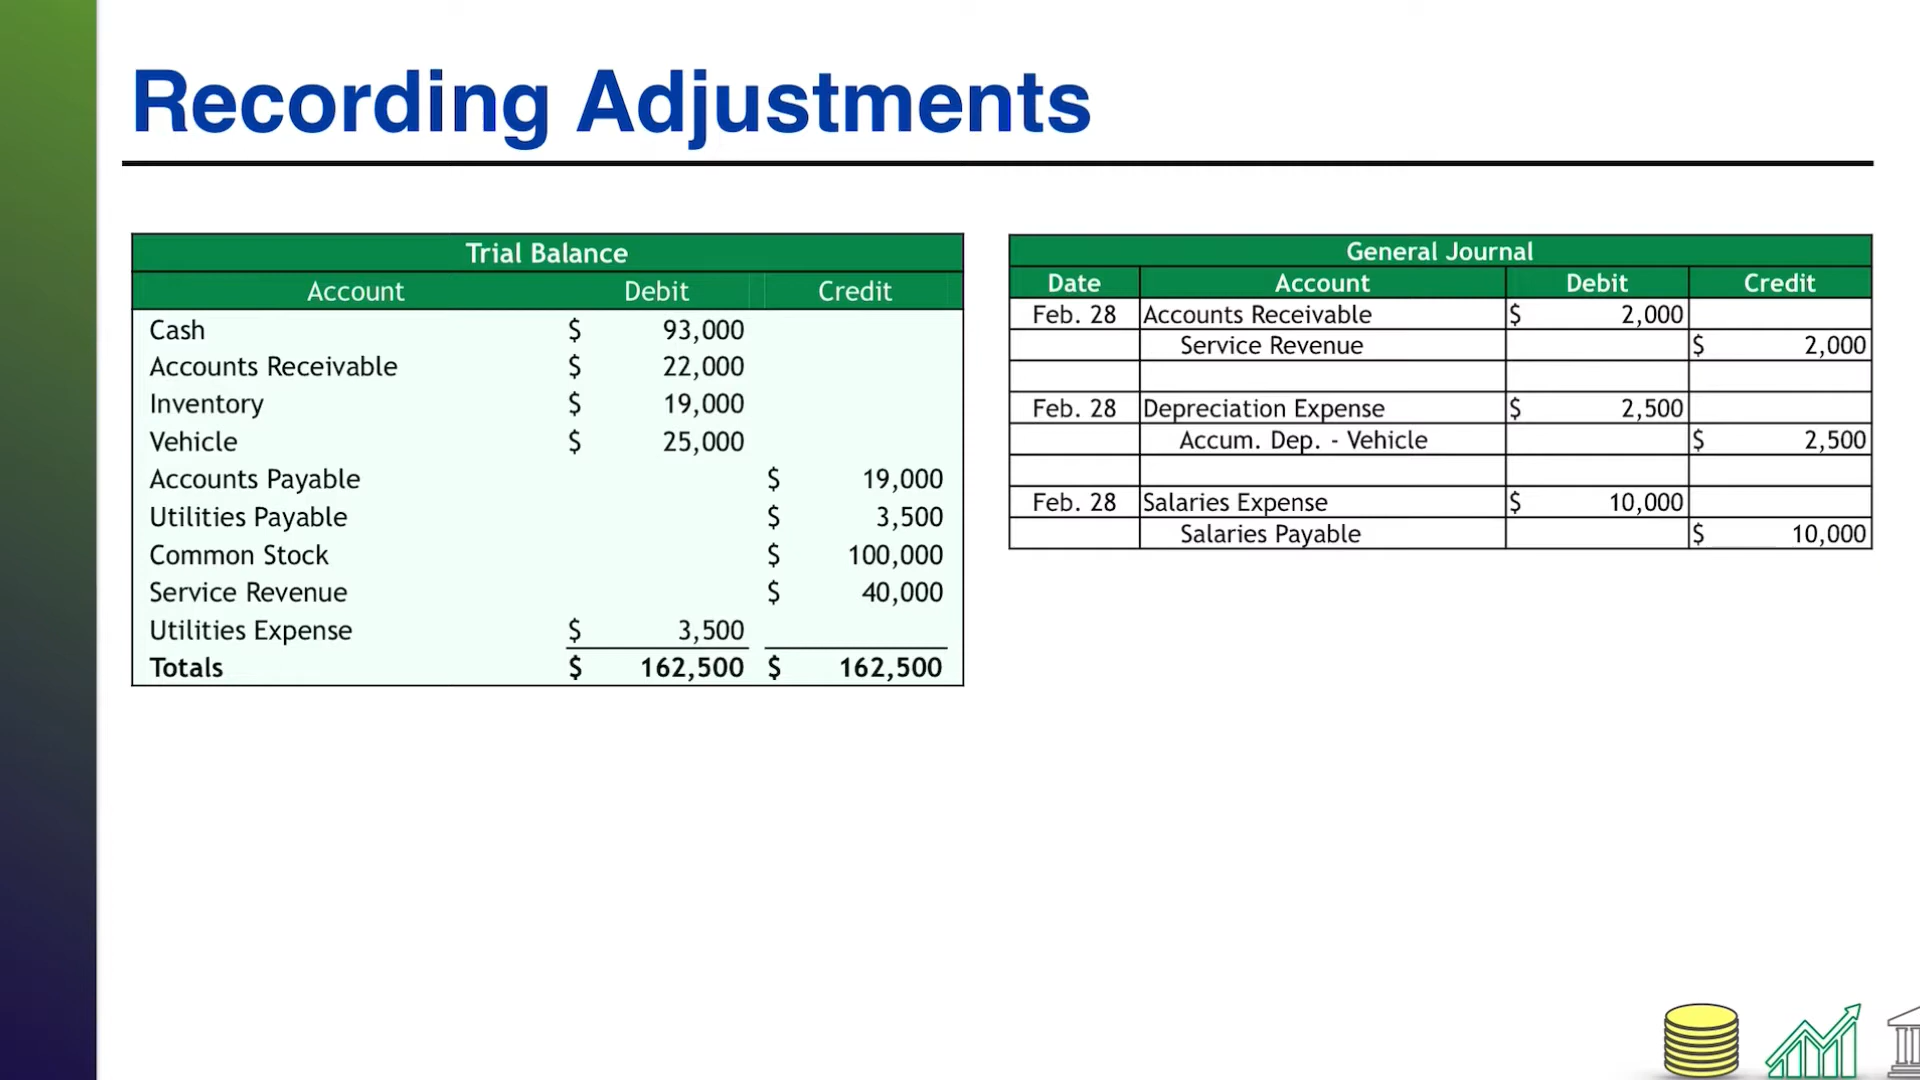 Recording Adjustments
Trial Balance
Account Debit Credit
Cash $ 93,000
Accounts Receivable $ 22,000
Inventory $ 19,000
Vehicle $ 25,000
Accounts Payable $ 19,000
Utilities Payable $ 3,500
Common Stock $ 100,000
Service Revenue $ 40,000
Utilities Expense $ 3,500
Totals $ 162,500 $ 162,500
General Journal
Date Account Debit Credit
Feb. 28 Accounts Receivable $ 2,000
Service Revenue $ 2,000
Feb. 28 Depreciation Expense $ 2,500
Accum. Dep. - Vehicle $ 2,500
Feb. 28 Salaries Expense $ 10,000
Salaries Payable $ 10,000